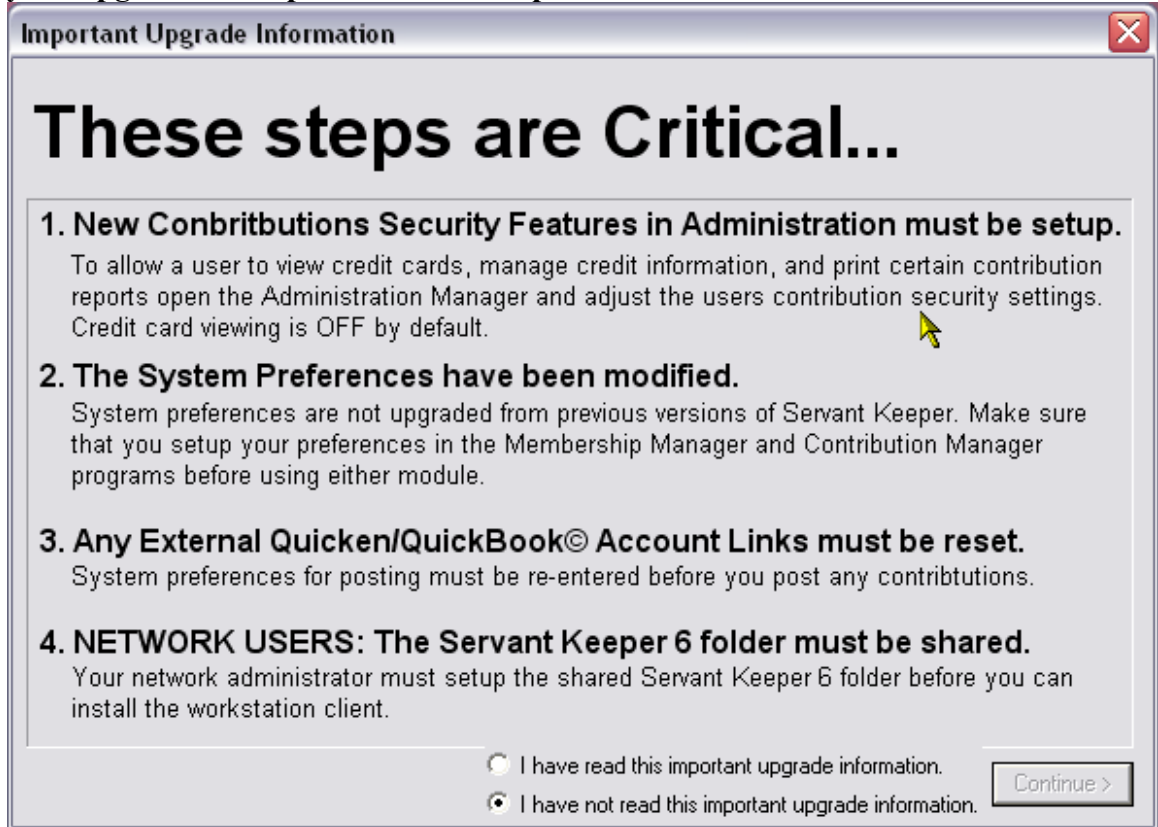 Important Upgrade Information
These steps are Critical...
1. New Conbritbutions Security Features in Administration must be setup.
To allow a user to view credit cards, manage credit information, and print certain contribution
reports open the Administration Manager and adjust the users contribution security settings.
Credit card viewing is OFF by default.
2. The System Preferences have been modified.
System preferences are not upgraded from previous versions of Servant Keeper. Make sure
that you setup your preferences in the Membership Manager and Contribution Manager
programs before using either module.
3. Any External Quicken/QuickBook© Account Links must be reset.
System preferences for posting must be re-entered before you post any contribtutions.
4. NETWORK USERS: The Servant Keeper 6 folder must be shared.
Your network administrator must setup the shared Servant Keeper 6 folder before you can
install the workstation client.
I have read this important upgrade information.
I have not read this important upgrade information.
Continue >